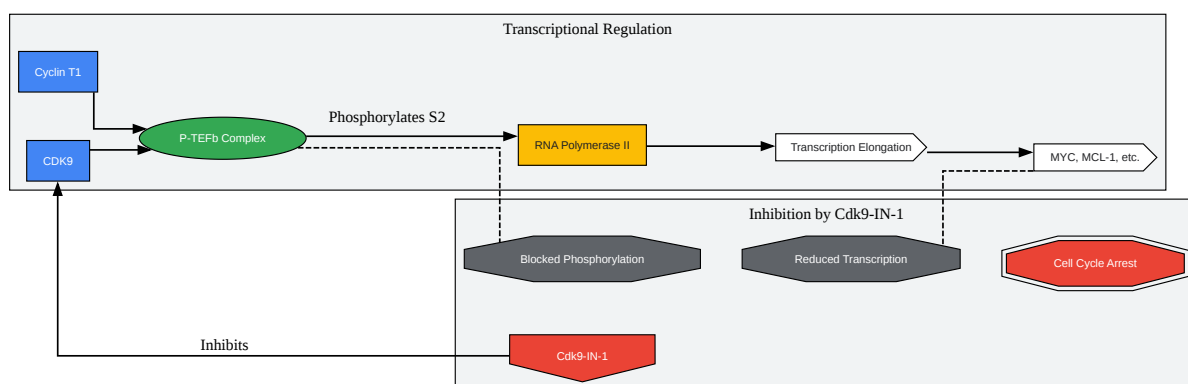 Transcriptional Regulation
Cyclin T1
Phosphorylates S2
P-TEFb Complex
RNA Polymerase II
Transcription Elongation
MYC, MCL-1, etc.
CDK9
Inhibition by Cdk9-IN-1
Blocked Phosphorylation
Reduced Transcription
Cell Cycle Arrest
Inhibits
Cdk9-IN-1